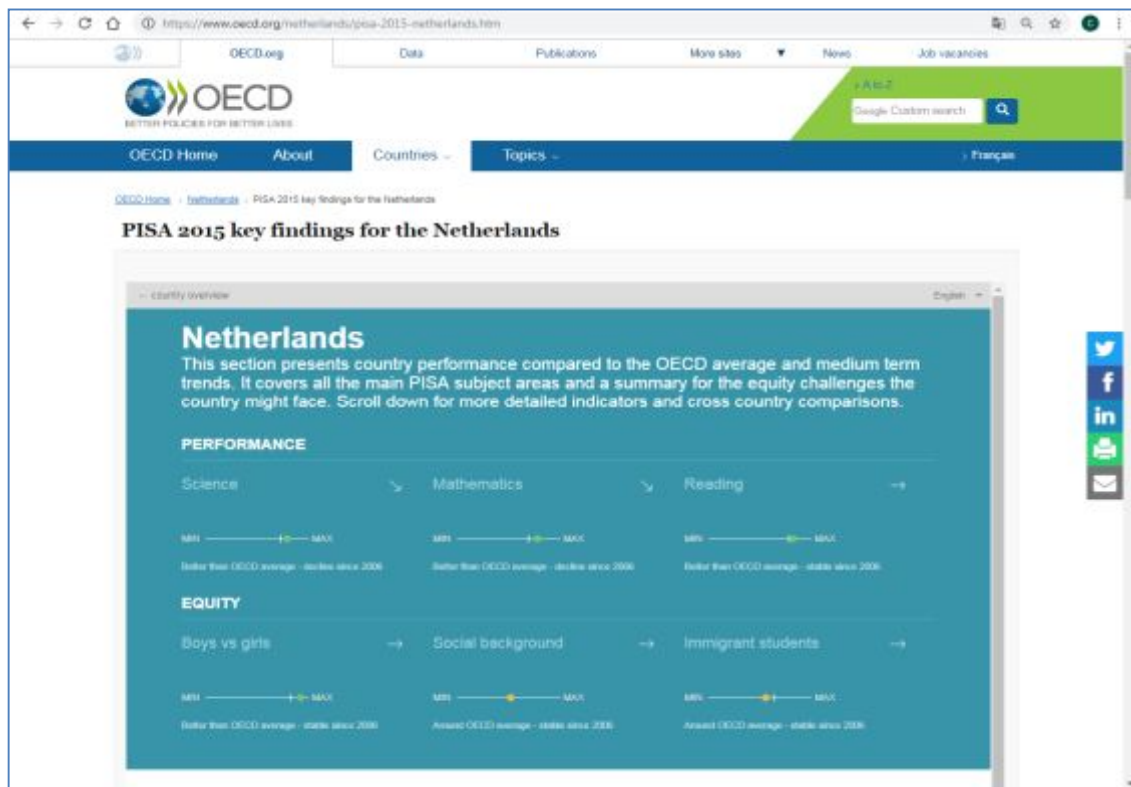 https://www.oecd.org/netherlands/pisa-2015-netherlands.htm
OECD.org Data Publications More sites ▼ News Job vacancies
OECD
BETTER POLICIES FOR BETTER LIVES
› A to Z
Google Custom search
OECD Home About Countries Topics › Français
OECD Home › Netherlands › PISA 2015 key findings for the Netherlands
PISA 2015 key findings for the Netherlands
← country overview English
Netherlands
This section presents country performance compared to the OECD average and medium term
trends. It covers all the main PISA subject areas and a summary for the equity challenges the
country might face. Scroll down for more detailed indicators and cross country comparisons.
PERFORMANCE
Science ↘ Mathematics ↘ Reading →
MIN MAX MIN MAX MIN MAX
Better than OECD average - decline since 2006 Better than OECD average - decline since 2006 Better than OECD average - stable since 2006
EQUITY
Boys vs girls → Social background → Immigrant students →
MIN MAX MIN MAX MIN MAX
Better than OECD average - stable since 2006 Around OECD average - stable since 2006 Around OECD average - stable since 2006